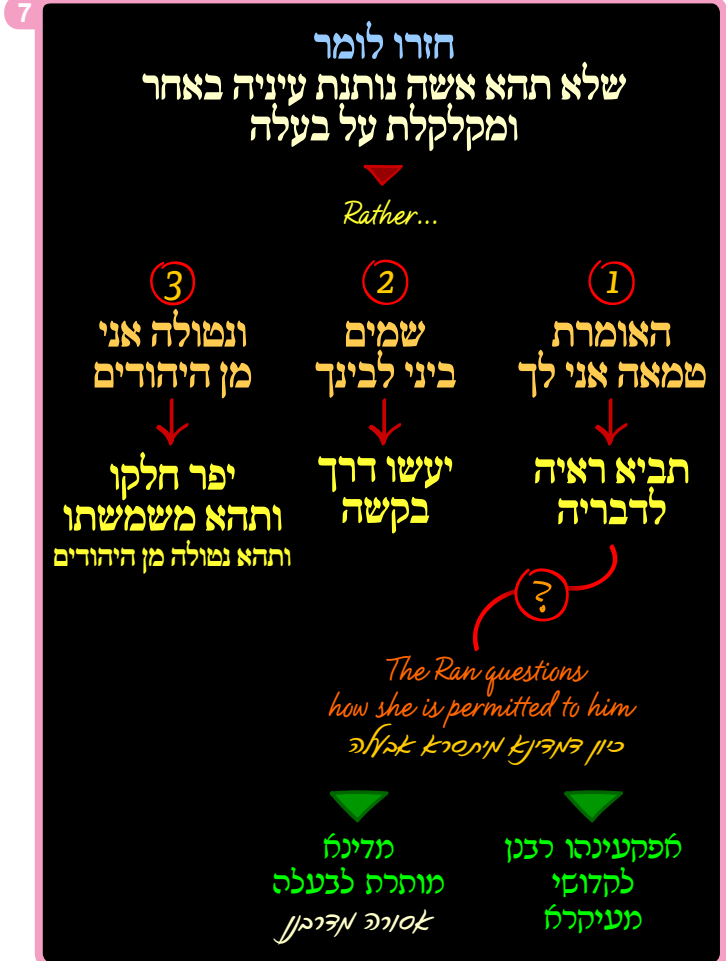 7
חזרו לומר
שלא תהא אשה נותנת עיניה באחר
ומקלקלת על בעלה
Rather...
1
האומרת
טמאה אני לך
תביא ראיה
לדבריה
2
שמים
ביני לבינך
יעשו דרך
בקשה
3
ונטולה אני
מן היהודים
יפר חלקו
ותהא משמשתו
ותהא נטולה מן היהודים
?
The Ran questions
how she is permitted to him
כיון דמדינא מיתסרא אבעלה
אפקעינהו רבנן
לקדושי
מעיקרא
מדינא
מותרת לבעלה
אסורה מדרבנן